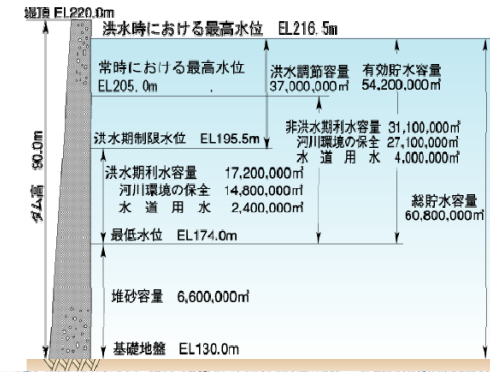 堤頂 EL220.0m
洪水時における最高水位 EL216.5m
常時における最高水位
EL205.0m
洪水調節容量
37,000,000㎥
有効貯水容量
54,200,000㎥
非洪水期利水容量 31,100,000㎥
河川環境の保全 27,100,000㎥
水道用水 4,000,000㎥
洪水期制限水位 EL195.5m
洪水期利水容量 17,200,000㎥
河川環境の保全 14,800,000㎥
水道用水 2,400,000㎥
総貯水容量
60,800,000㎥
最低水位 EL174.0m
堆砂容量 6,600,000㎥
基礎地盤 EL130.0m
ダム高 90.0m